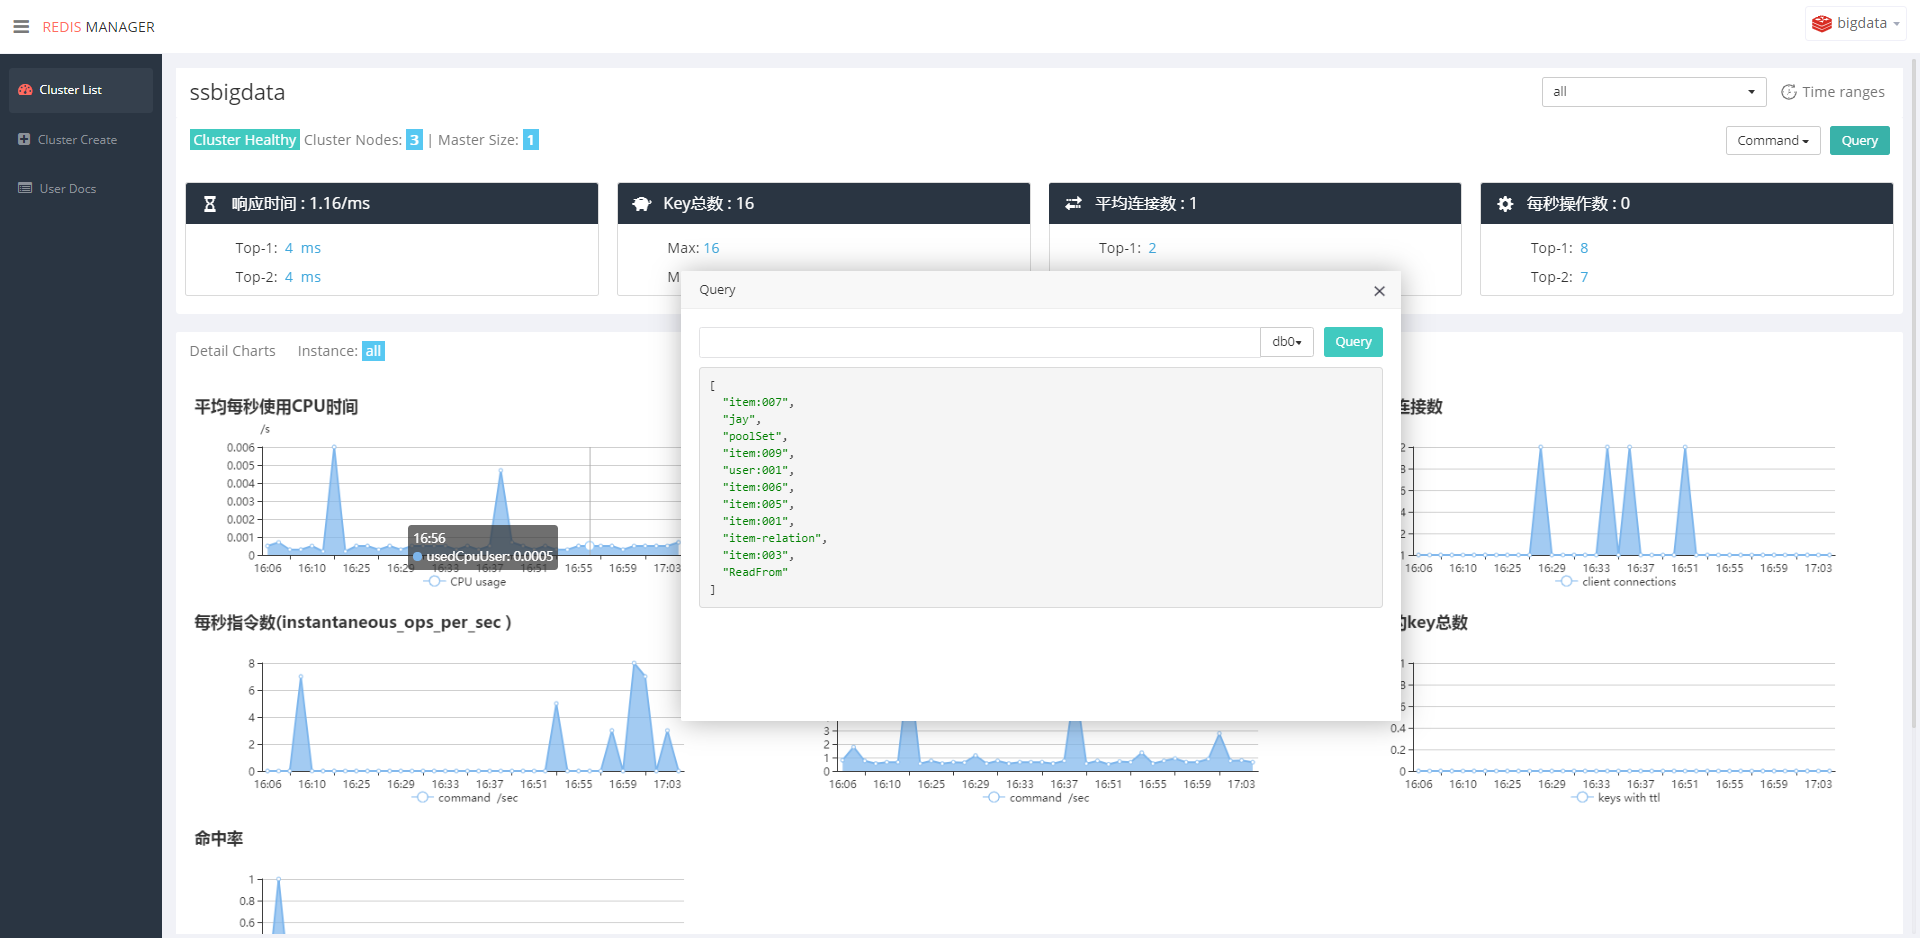 REDIS MANAGER
bigdata
Cluster List
Cluster Create
User Docs
ssbigdata
all
Time ranges
Cluster Healthy Cluster Nodes: 3 | Master Size: 1
Command
Query
响应时间 : 1.16/ms
Top-1: 4 ms
Top-2: 4 ms
Key总数 : 16
Max: 16
M
平均连接数 : 1
Top-1: 2
每秒操作数 : 0
Top-1: 8
Top-2: 7
Query
db0
Query
[
"item:007",
"jay",
"poolSet",
"item:009",
"user:001",
"item:006",
"item:005",
"item:001",
"item-relation",
"item:003",
"ReadFrom"
]
Detail Charts Instance: all
平均每秒使用CPU时间
/s
0.006
0.005
0.004
0.003
0.002
0.001
0
16:56
usedCpuUser: 0.0005
16:06 16:10 16:25 16:29 16:33 16:37 16:51 16:55 16:59 17:03
CPU usage
连接数
2
8
6
4
2
1
16:06 16:10 16:25 16:29 16:33 16:37 16:51 16:55 16:59 17:03
client connections
每秒指令数(instantaneous_ops_per_sec )
8
6
4
2
0
16:06 16:10 16:25 16:29 16:33 16:37 16:51 16:55 16:59 17:03
command /sec
3
2
1
0
16:06 16:10 16:25 16:29 16:33 16:37 16:51 16:55 16:59 17:03
command /sec
key总数
1
8
6
0.4
0.2
0
16:06 16:10 16:25 16:29 16:33 16:37 16:51 16:55 16:59 17:03
keys with ttl
命中率
1
0.8
0.6